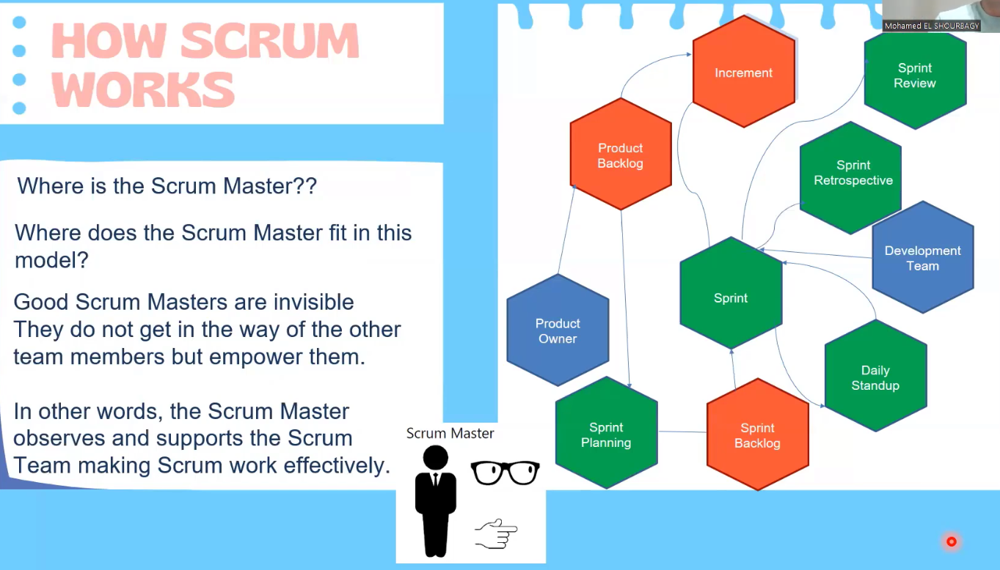 HOW SCRUM
WORKS
Where is the Scrum Master??
Where does the Scrum Master fit in this
model?
Good Scrum Masters are invisible
They do not get in the way of the other
team members but empower them.
In other words, the Scrum Master
observes and supports the Scrum
Team making Scrum work effectively.
Scrum Master
Mohamed EL SHOURBAGY
Increment
Sprint
Review
Product
Backlog
Sprint
Retrospective
Development
Team
Sprint
Product
Owner
Daily
Standup
Sprint
Planning
Sprint
Backlog